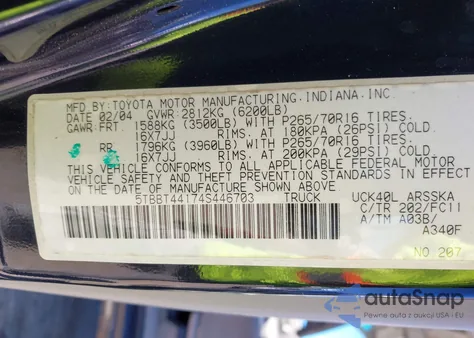 MFD.BY:TOYOTA MOTOR MANUFACTURING,INDIANA,INC
DATE 02/04 GVWR:2812KG (6200LB)
GAWR:FRT 1588KG (3500LB) WITH P265/70R16 TIRES.
16X7JJ RIMS. AT 180KPA (26PSI) COLD.
RR 1796KG (3960LB) WITH P265/70R16 TIRES.
16X7JJ RIMS. AT 200KPA (29PSI) COLD.
THIS VEHICLE CONFORMS TO ALL APPLICABLE FEDERAL MOTOR
VEHICLE SAFETY AND THEFT PREVENTION STANDARDS IN EFFECT
ON THE DATE OF MANUFACTURE SHOWN ABOVE.
5TBBT44174S446703 TRUCK UCK40L ARSSKA
C/TR 202/FC11
A/TM A03B/
A340F
NO 207
autoSnap
Auta z aukcji USA i EU